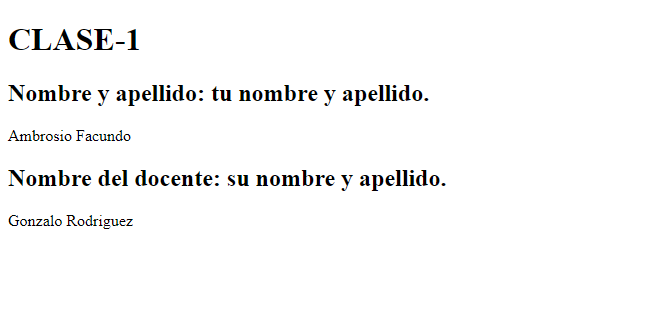 CLASE-1
Nombre y apellido: tu nombre y apellido.
Ambrosio Facundo
Nombre del docente: su nombre y apellido.
Gonzalo Rodriguez